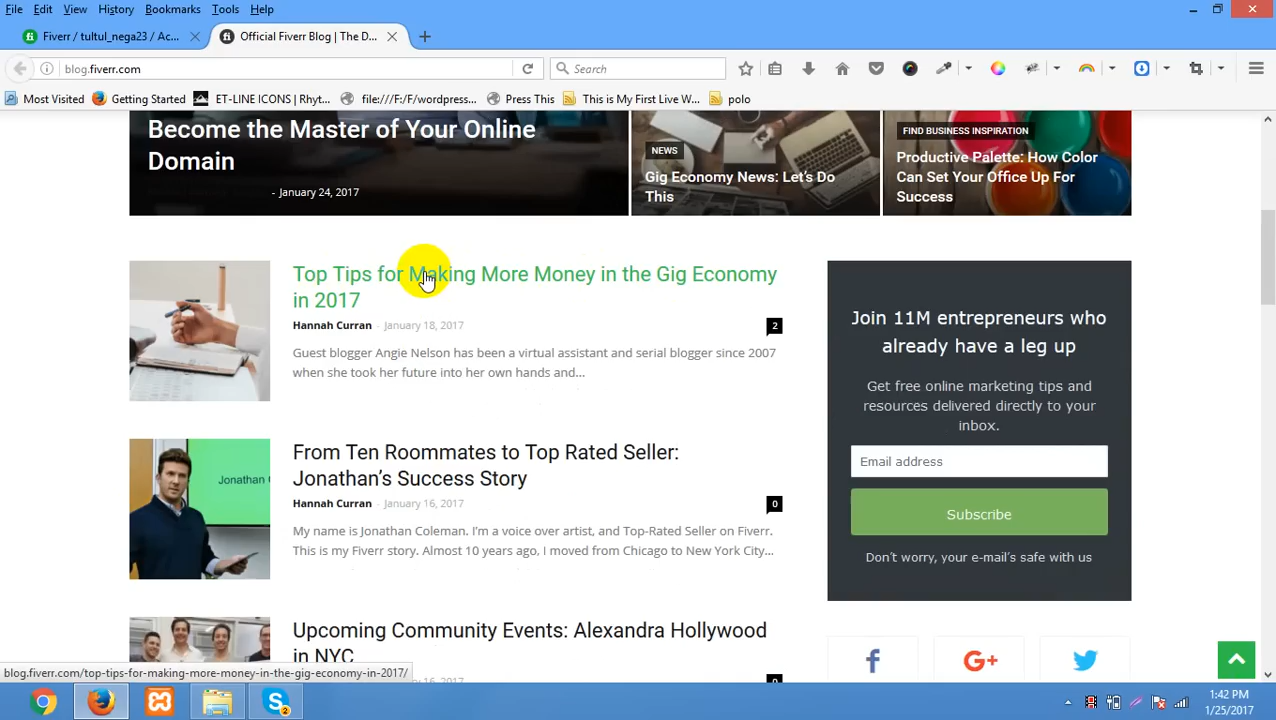 File Edit View History Bookmarks Tools Help
Fiverr / tultul_nega23 / Ac...
Official Fiverr Blog | The D...
blog.fiverr.com
Search
Most Visited Getting Started ET-LINE ICONS | Rhyt... file:///F:/F/wordpress... Press This This is My First Live W... polo
Become the Master of Your Online
Domain
- January 24, 2017
NEWS
Gig Economy News: Let's Do
This
FIND BUSINESS INSPIRATION
Productive Palette: How Color
Can Set Your Office Up For
Success
Top Tips for Making More Money in the Gig Economy
in 2017
Hannah Curran - January 18, 2017
2
Guest blogger Angie Nelson has been a virtual assistant and serial blogger since 2007
when she took her future into her own hands and...
Jonathan
From Ten Roommates to Top Rated Seller:
Jonathan’s Success Story
Hannah Curran - January 16, 2017
0
My name is Jonathan Coleman. I’m a voice over artist, and Top-Rated Seller on Fiverr.
This is my Fiverr story. Almost 10 years ago, I moved from Chicago to New York City...
Upcoming Community Events: Alexandra Hollywood
in NYC
Join 11M entrepreneurs who
already have a leg up
Get free online marketing tips and
resources delivered directly to your
inbox.
Email address
Subscribe
Don't worry, your e-mail's safe with us
f
G+
blog.fiverr.com/top-tips-for-making-more-money-in-the-gig-economy-in-2017/
2
1:42 PM
1/25/2017